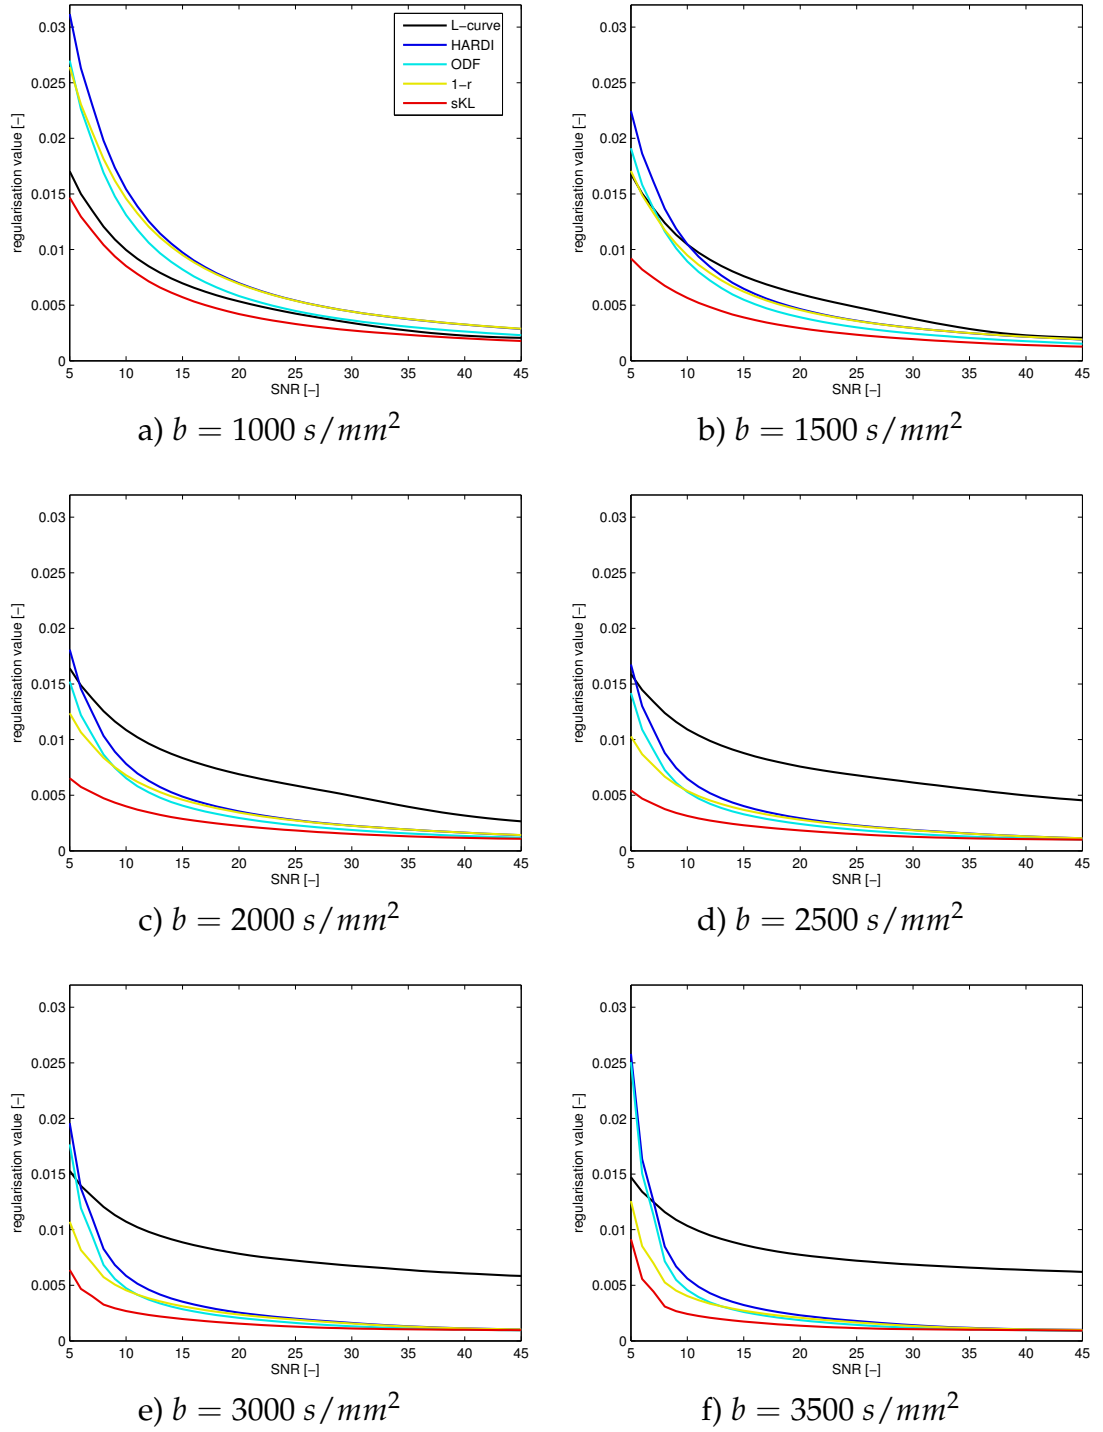 0.03
0.025
0.02
0.015
0.01
0.005
0
regularisation value [−]
5 10 15 20 25 30 35 40 45
SNR [−]
L−curve
HARDI
ODF
1−r
sKL
a) b = 1000 s/mm²
0.03
0.025
0.02
0.015
0.01
0.005
0
regularisation value [−]
5 10 15 20 25 30 35 40 45
SNR [−]
b) b = 1500 s/mm²
0.03
0.025
0.02
0.015
0.01
0.005
0
regularisation value [−]
5 10 15 20 25 30 35 40 45
SNR [−]
c) b = 2000 s/mm²
0.03
0.025
0.02
0.015
0.01
0.005
0
regularisation value [−]
5 10 15 20 25 30 35 40 45
SNR [−]
d) b = 2500 s/mm²
0.03
0.025
0.02
0.015
0.01
0.005
0
regularisation value [−]
5 10 15 20 25 30 35 40 45
SNR [−]
e) b = 3000 s/mm²
0.03
0.025
0.02
0.015
0.01
0.005
0
regularisation value [−]
5 10 15 20 25 30 35 40 45
SNR [−]
f) b = 3500 s/mm²